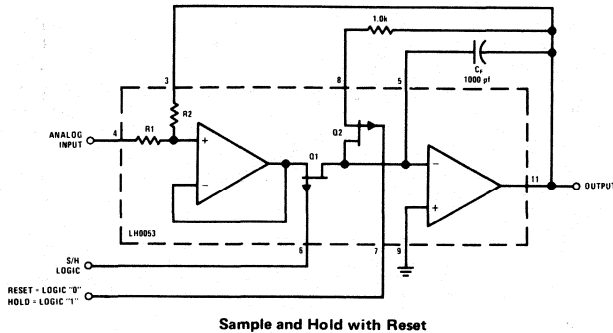 1.0k
3
8
5
C_F
1000 pf
R2
ANALOG
INPUT
4
R1
+
Q2
Q1
−
−
+
11
OUTPUT
LH0053
6
7
9
S/H
LOGIC
RESET = LOGIC "0"
HOLD = LOGIC "1"
Sample and Hold with Reset